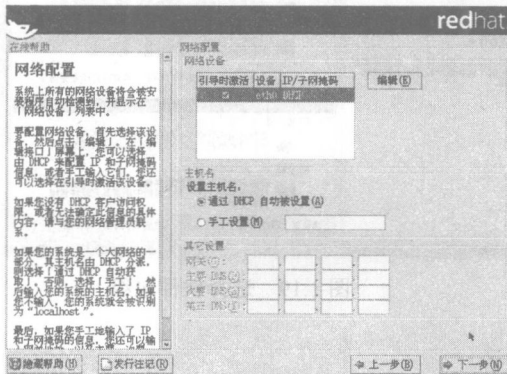 redhat
在线帮助
网络配置
系统上所有的网络设备将会被安
装程序自动检测到，并显示在
「网络设备」列表中。
要配置网络设备，首先选择该设
备，然后点击「编辑」。在「编
辑接口」屏幕上，您可以选择
由 DHCP 来配置 IP 和子网掩码
信息，或者手工输入它们。您还
可以选择在引导时激活该设备。
如果您没有 DHCP 客户访问权
限，或者无法确定此信息的具体
内容，请与您的网络管理员联
系。
如果您的系统是一个大网络的一
部分，其主机名由 DHCP 分派，
则选择「通过 DHCP 自动获
取」。否则，选择「手工」，然
后输入您的系统的主机名。如果
您不输入，您的系统就会被识别
为“localhost”。
最后，如果您手工地输入了 IP
和子网掩码的信息，您还可以输
隐藏帮助(H)
发行注记(R)
网络配置
网络设备
引导时激活 设备 IP/子网掩码
eth0 DHCP
编辑(E)
主机名
设置主机名：
通过 DHCP 自动被设置(A)
手工设置(M)
其它设置
网关(G)：
主要 DNS
次要 DNS
第三 DNS
上一步(B)
下一步(N)